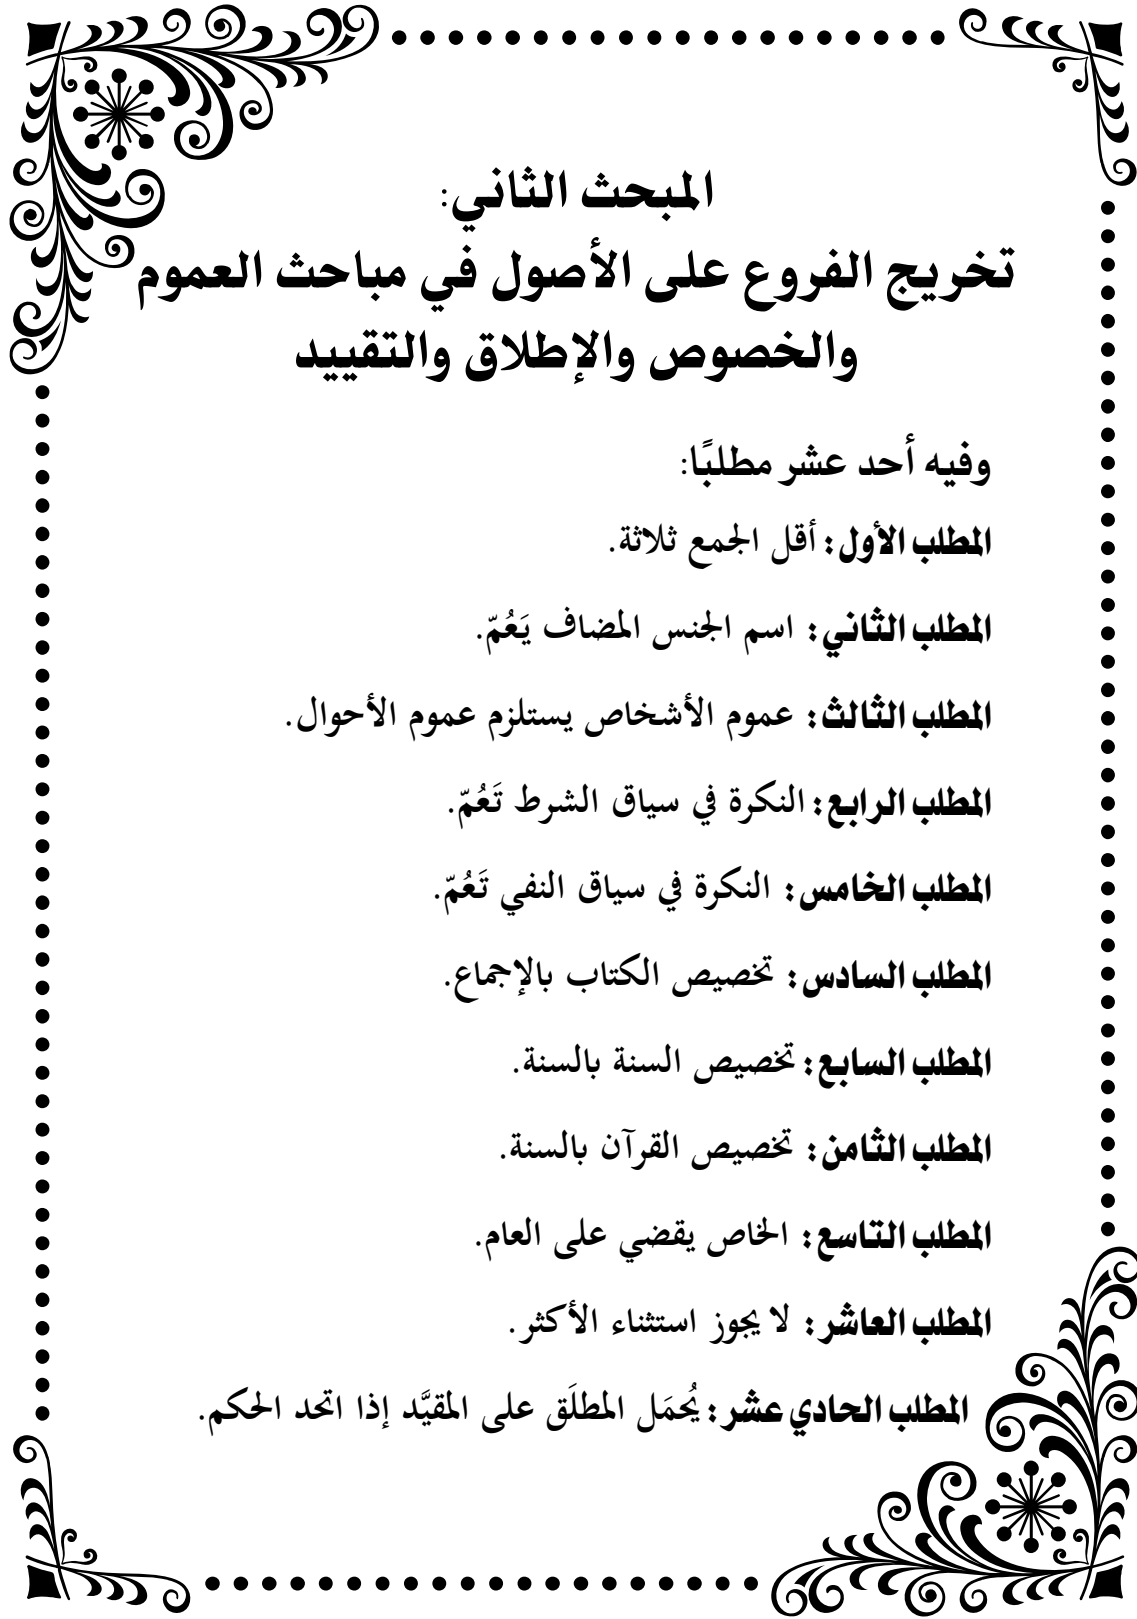 المبحث الثاني:
تخريج الفروع على الأصول في مباحث العموم
والخصوص والإطلاق والتقييد
وفيه أحد عشر مطلبًا:
المطلب الأول: أقل الجمع ثلاثة.
المطلب الثاني: اسم الجنس المضاف يَعُمّ.
المطلب الثالث: عموم الأشخاص يستلزم عموم الأحوال.
المطلب الرابع: النكرة في سياق الشرط تَعُمّ.
المطلب الخامس: النكرة في سياق النفي تَعُمّ.
المطلب السادس: تخصيص الكتاب بالإجماع.
المطلب السابع: تخصيص السنة بالسنة.
المطلب الثامن: تخصيص القرآن بالسنة.
المطلب التاسع: الخاص يقضي على العام.
المطلب العاشر: لا يجوز استثناء الأكثر.
المطلب الحادي عشر: يُحمَل المطلَق على المقيَّد إذا اتحد الحكم.